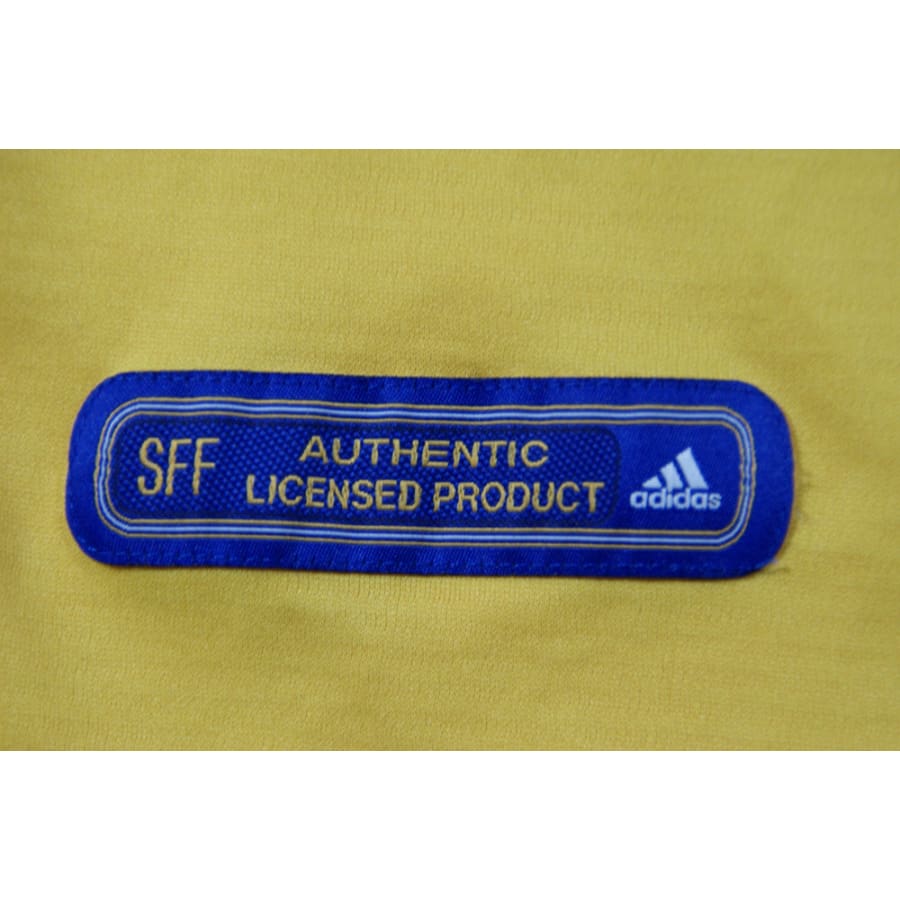 SFF
AUTHENTIC
LICENSED PRODUCT
adidas